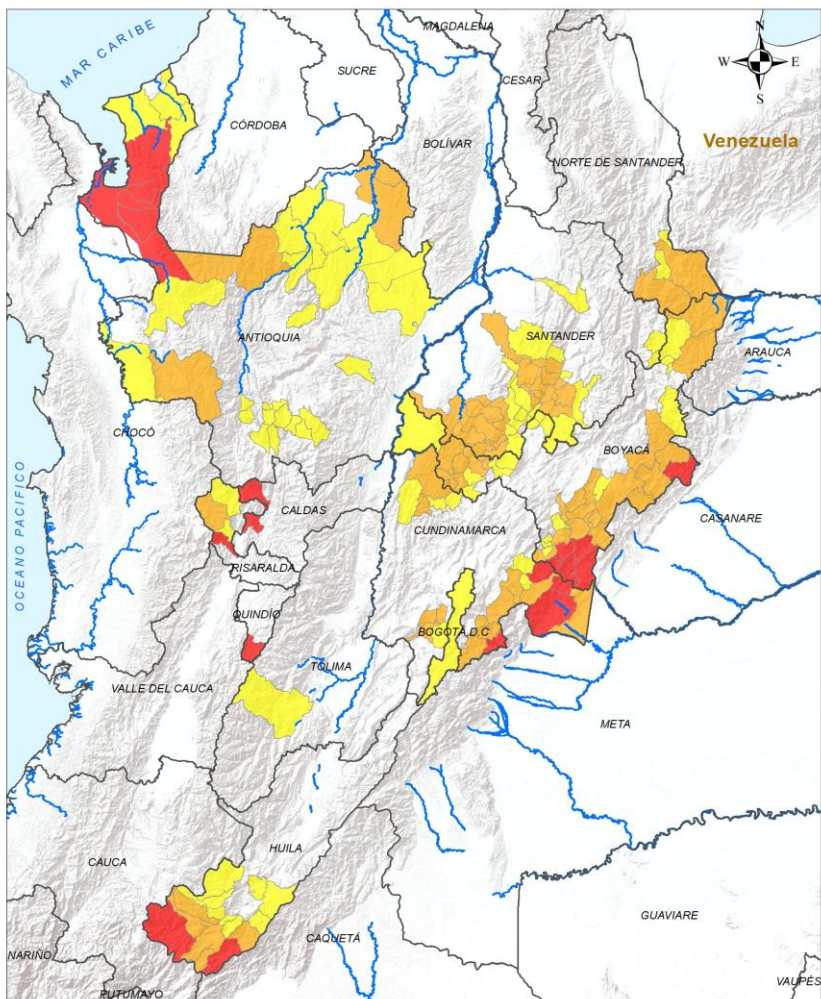 MAGDALENA
N
MAR CARIBE
SUCRE
CESAR
W E
S
CÓRDOBA
BOLÍVAR
Venezuela
NORTE DE SANTANDER
ANTIOQUIA
SANTANDER
ARAUCA
CHOCÓ
BOYACÁ
OCEANO PACIFICO
CALDAS
CUNDINAMARCA
CASANARE
RISARALDA
QUINDÍO
BOGOTÁ D.C
TOLIMA
VALLE DEL CAUCA
META
HUILA
CAUCA
GUAVIARE
CAQUETÁ
NARIÑO
PUTUMAYO
VAUPÉS